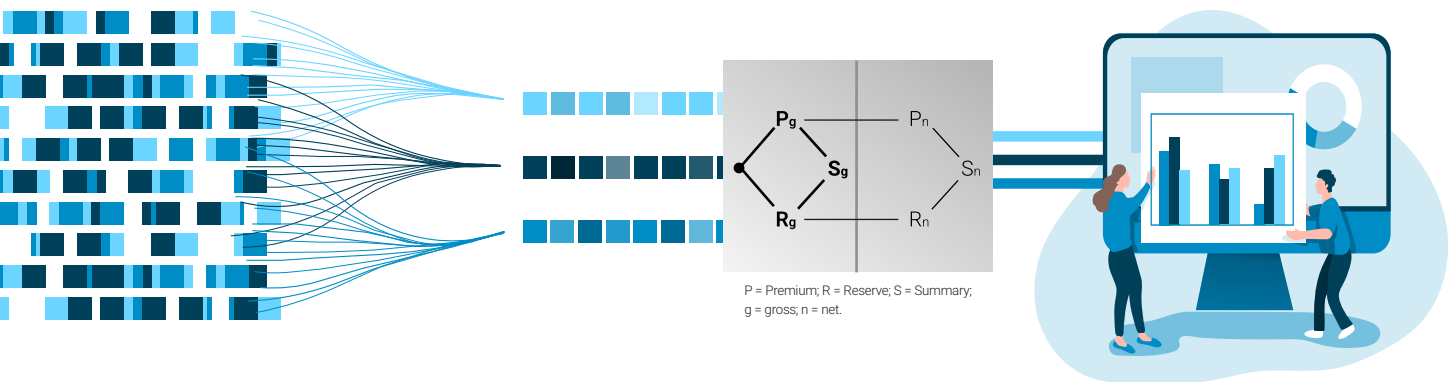 Pg Pn
Sg Sn
Rg Rn
P = Premium; R = Reserve; S = Summary;
g = gross; n = net.